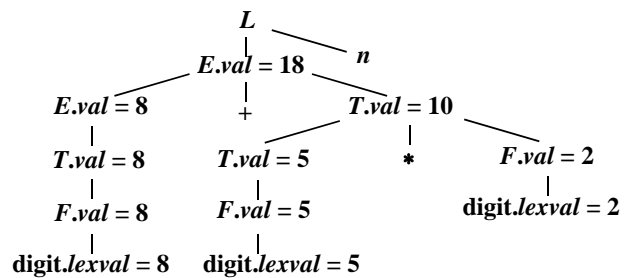 L
E.val = 18 n
E.val = 8 + T.val = 10
T.val = 8 T.val = 5 * F.val = 2
F.val = 8 F.val = 5 digit.lexval = 2
digit.lexval = 8 digit.lexval = 5